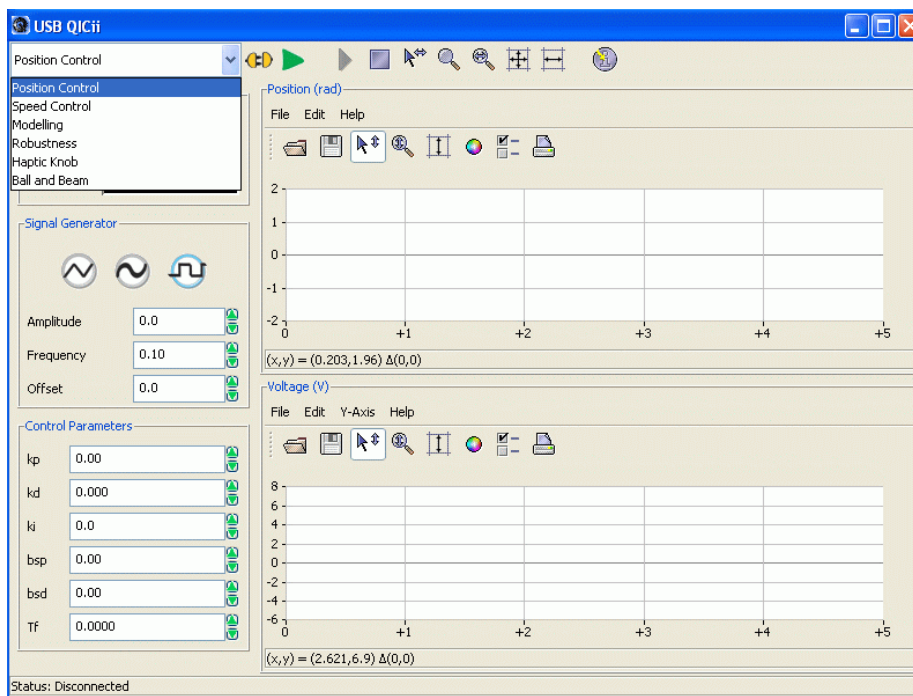 USB QICii
Position Control
Position Control
Speed Control
Modelling
Robustness
Haptic Knob
Ball and Beam
Signal Generator
Amplitude 0.0
Frequency 0.10
Offset 0.0
Control Parameters
kp 0.00
kd 0.000
ki 0.0
bsp 0.00
bsd 0.00
Tf 0.0000
Position (rad)
File Edit Help
2
1
0
-1
-2
0 +1 +2 +3 +4 +5
(x,y) = (0.203,1.96) Δ(0,0)
Voltage (V)
File Edit Y-Axis Help
8
6
4
2
0
-2
-4
-6
0 +1 +2 +3 +4 +5
(x,y) = (2.621,6.9) Δ(0,0)
Status: Disconnected